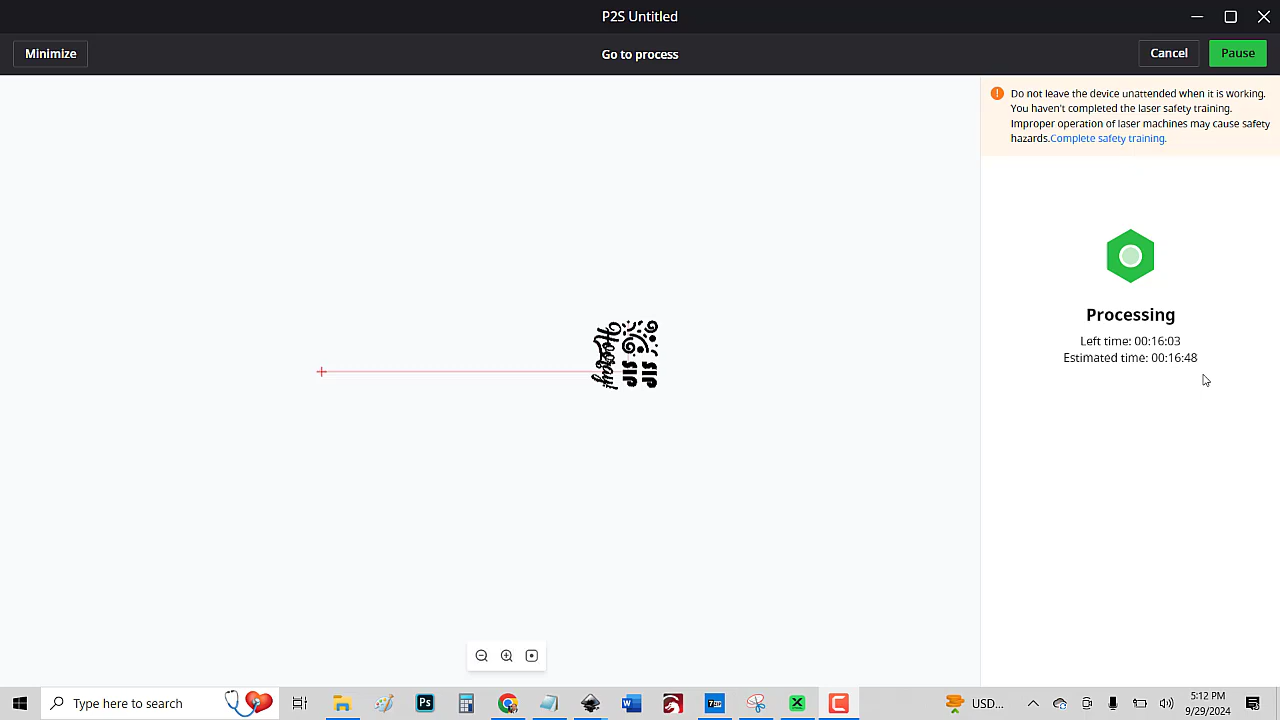 P2S Untitled
Minimize
Go to process
Cancel
Pause
Do not leave the device unattended when it is working.
You haven't completed the laser safety training.
Improper operation of laser machines may cause safety
hazards.Complete safety training.
Hooray!
SIP
SIP
Processing
Left time: 00:16:03
Estimated time: 00:16:48
Type here to search
USD...
5:12 PM
9/29/2024